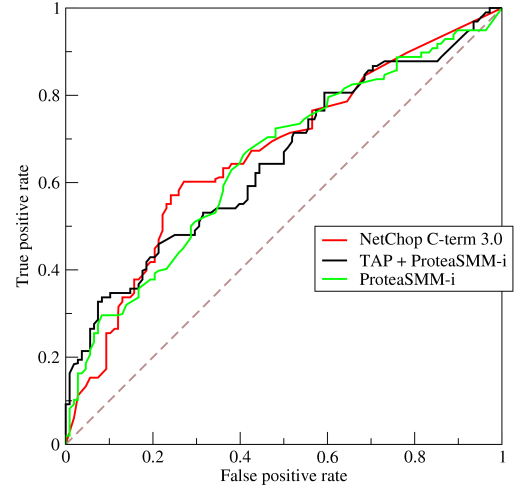 1
0.8
0.6
0.4
0.2
0
0 0.2 0.4 0.6 0.8 1
True positive rate
False positive rate
NetChop C-term 3.0
TAP + ProteaSMM-i
ProteaSMM-i